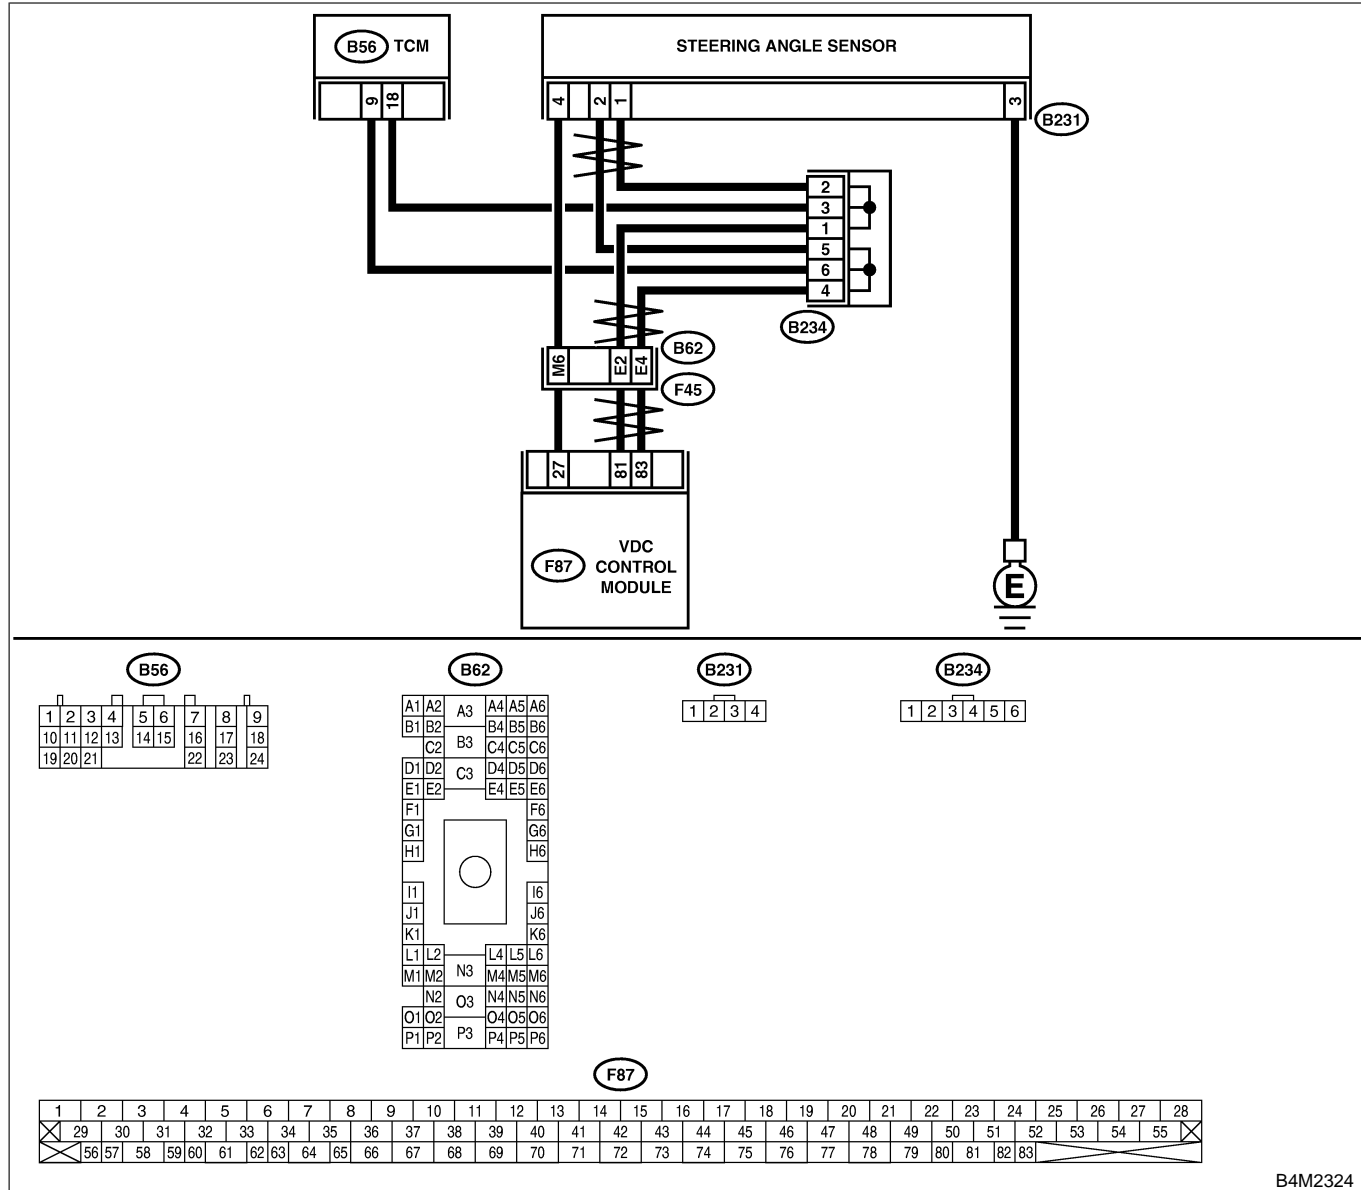 B56 TCM
STEERING ANGLE SENSOR
9 18
4 2 1 3
B231
2
3
1
5
6
4
B234
B62
M6 E2 E4
F45
27 81 83
F87
VDC
CONTROL
MODULE
E
B56
1 2 3 4 5 6 7 8 9
10 11 12 13 14 15 16 17 18
19 20 21 22 23 24
B62
A1 A2 A3 A4 A5 A6
B1 B2 B4 B5 B6
B3
C2 C4 C5 C6
D1 D2 C3 D4 D5 D6
E1 E2 E4 E5 E6
F1 F6
G1 G6
H1 H6
I1 I6
J1 J6
K1 K6
L1 L2 L4 L5 L6
M1 M2 N3 M4 M5 M6
N2 N4 N5 N6
O3
O1 O2 O4 O5 O6
P1 P2 P3 P4 P5 P6
B231
1 2 3 4
B234
1 2 3 4 5 6
F87
1 2 3 4 5 6 7 8 9 10 11 12 13 14 15 16 17 18 19 20 21 22 23 24 25 26 27 28
29 30 31 32 33 34 35 36 37 38 39 40 41 42 43 44 45 46 47 48 49 50 51 52 53 54 55
56 57 58 59 60 61 62 63 64 65 66 67 68 69 70 71 72 73 74 75 76 77 78 79 80 81 82 83
B4M2324